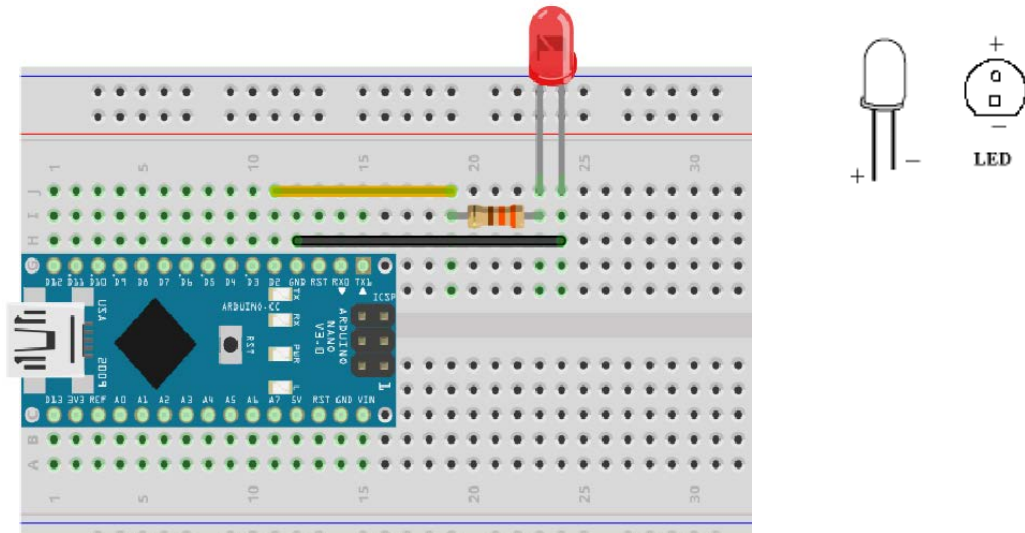 1 5 10 15 20 25 30
J
I
H
G
D12 D11 D10 D9 D8 D7 D6 D5 D4 D3 D2 GND RST RX0 TX1
TX
RX
PWR
L
ARDUINO.CC
RST
ARDUINO
NANO
V3.0
ICSP
1
USA
2009
D13 3V3 REF A0 A1 A2 A3 A4 A5 A6 A7 5V RST GND VIN
C
B
A
1 5 10 15 20 25 30
+ −
+
−
LED